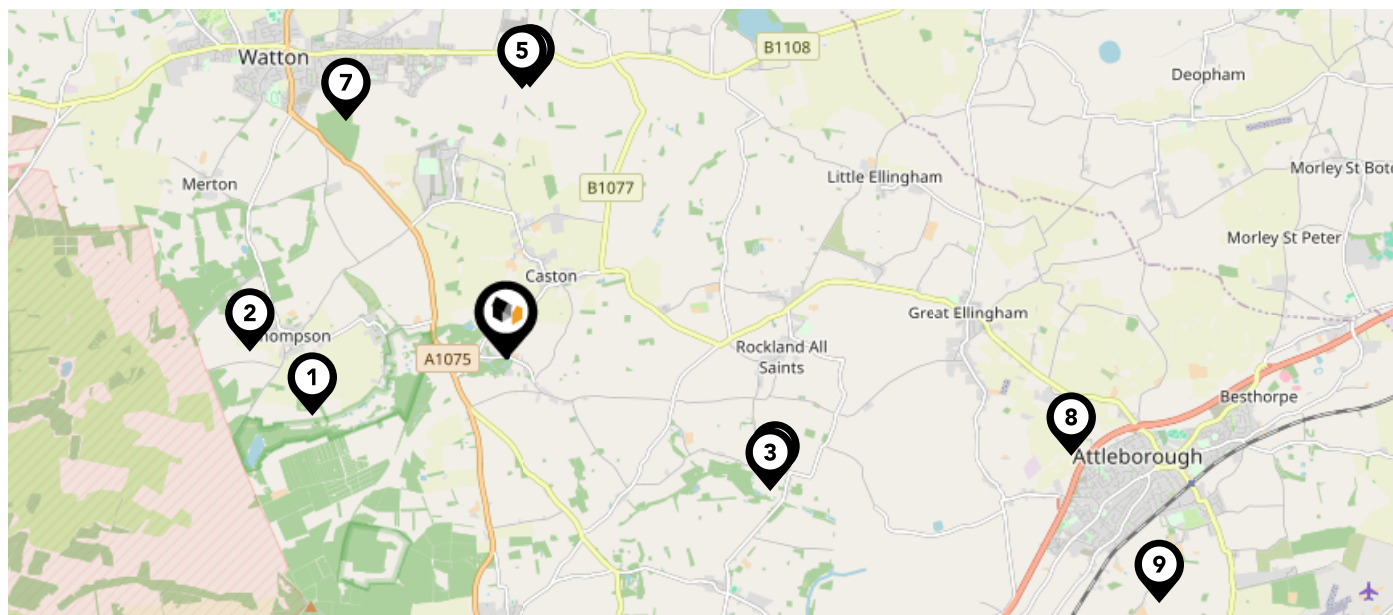 Watton
5
B1108
Deopham
7
Morley St Boto
Little Ellingham
Merton
B1077
Morley St Peter
Caston
2
hompson
Great Ellingham
A1075
Rockland All
Saints
1
Besthorpe
8
3
Attleborough
9